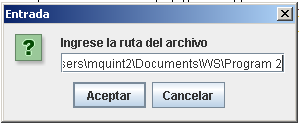 Entrada
Ingrese la ruta del archivo
sers\mquint2\Documents\WS\Program 2
Aceptar
Cancelar